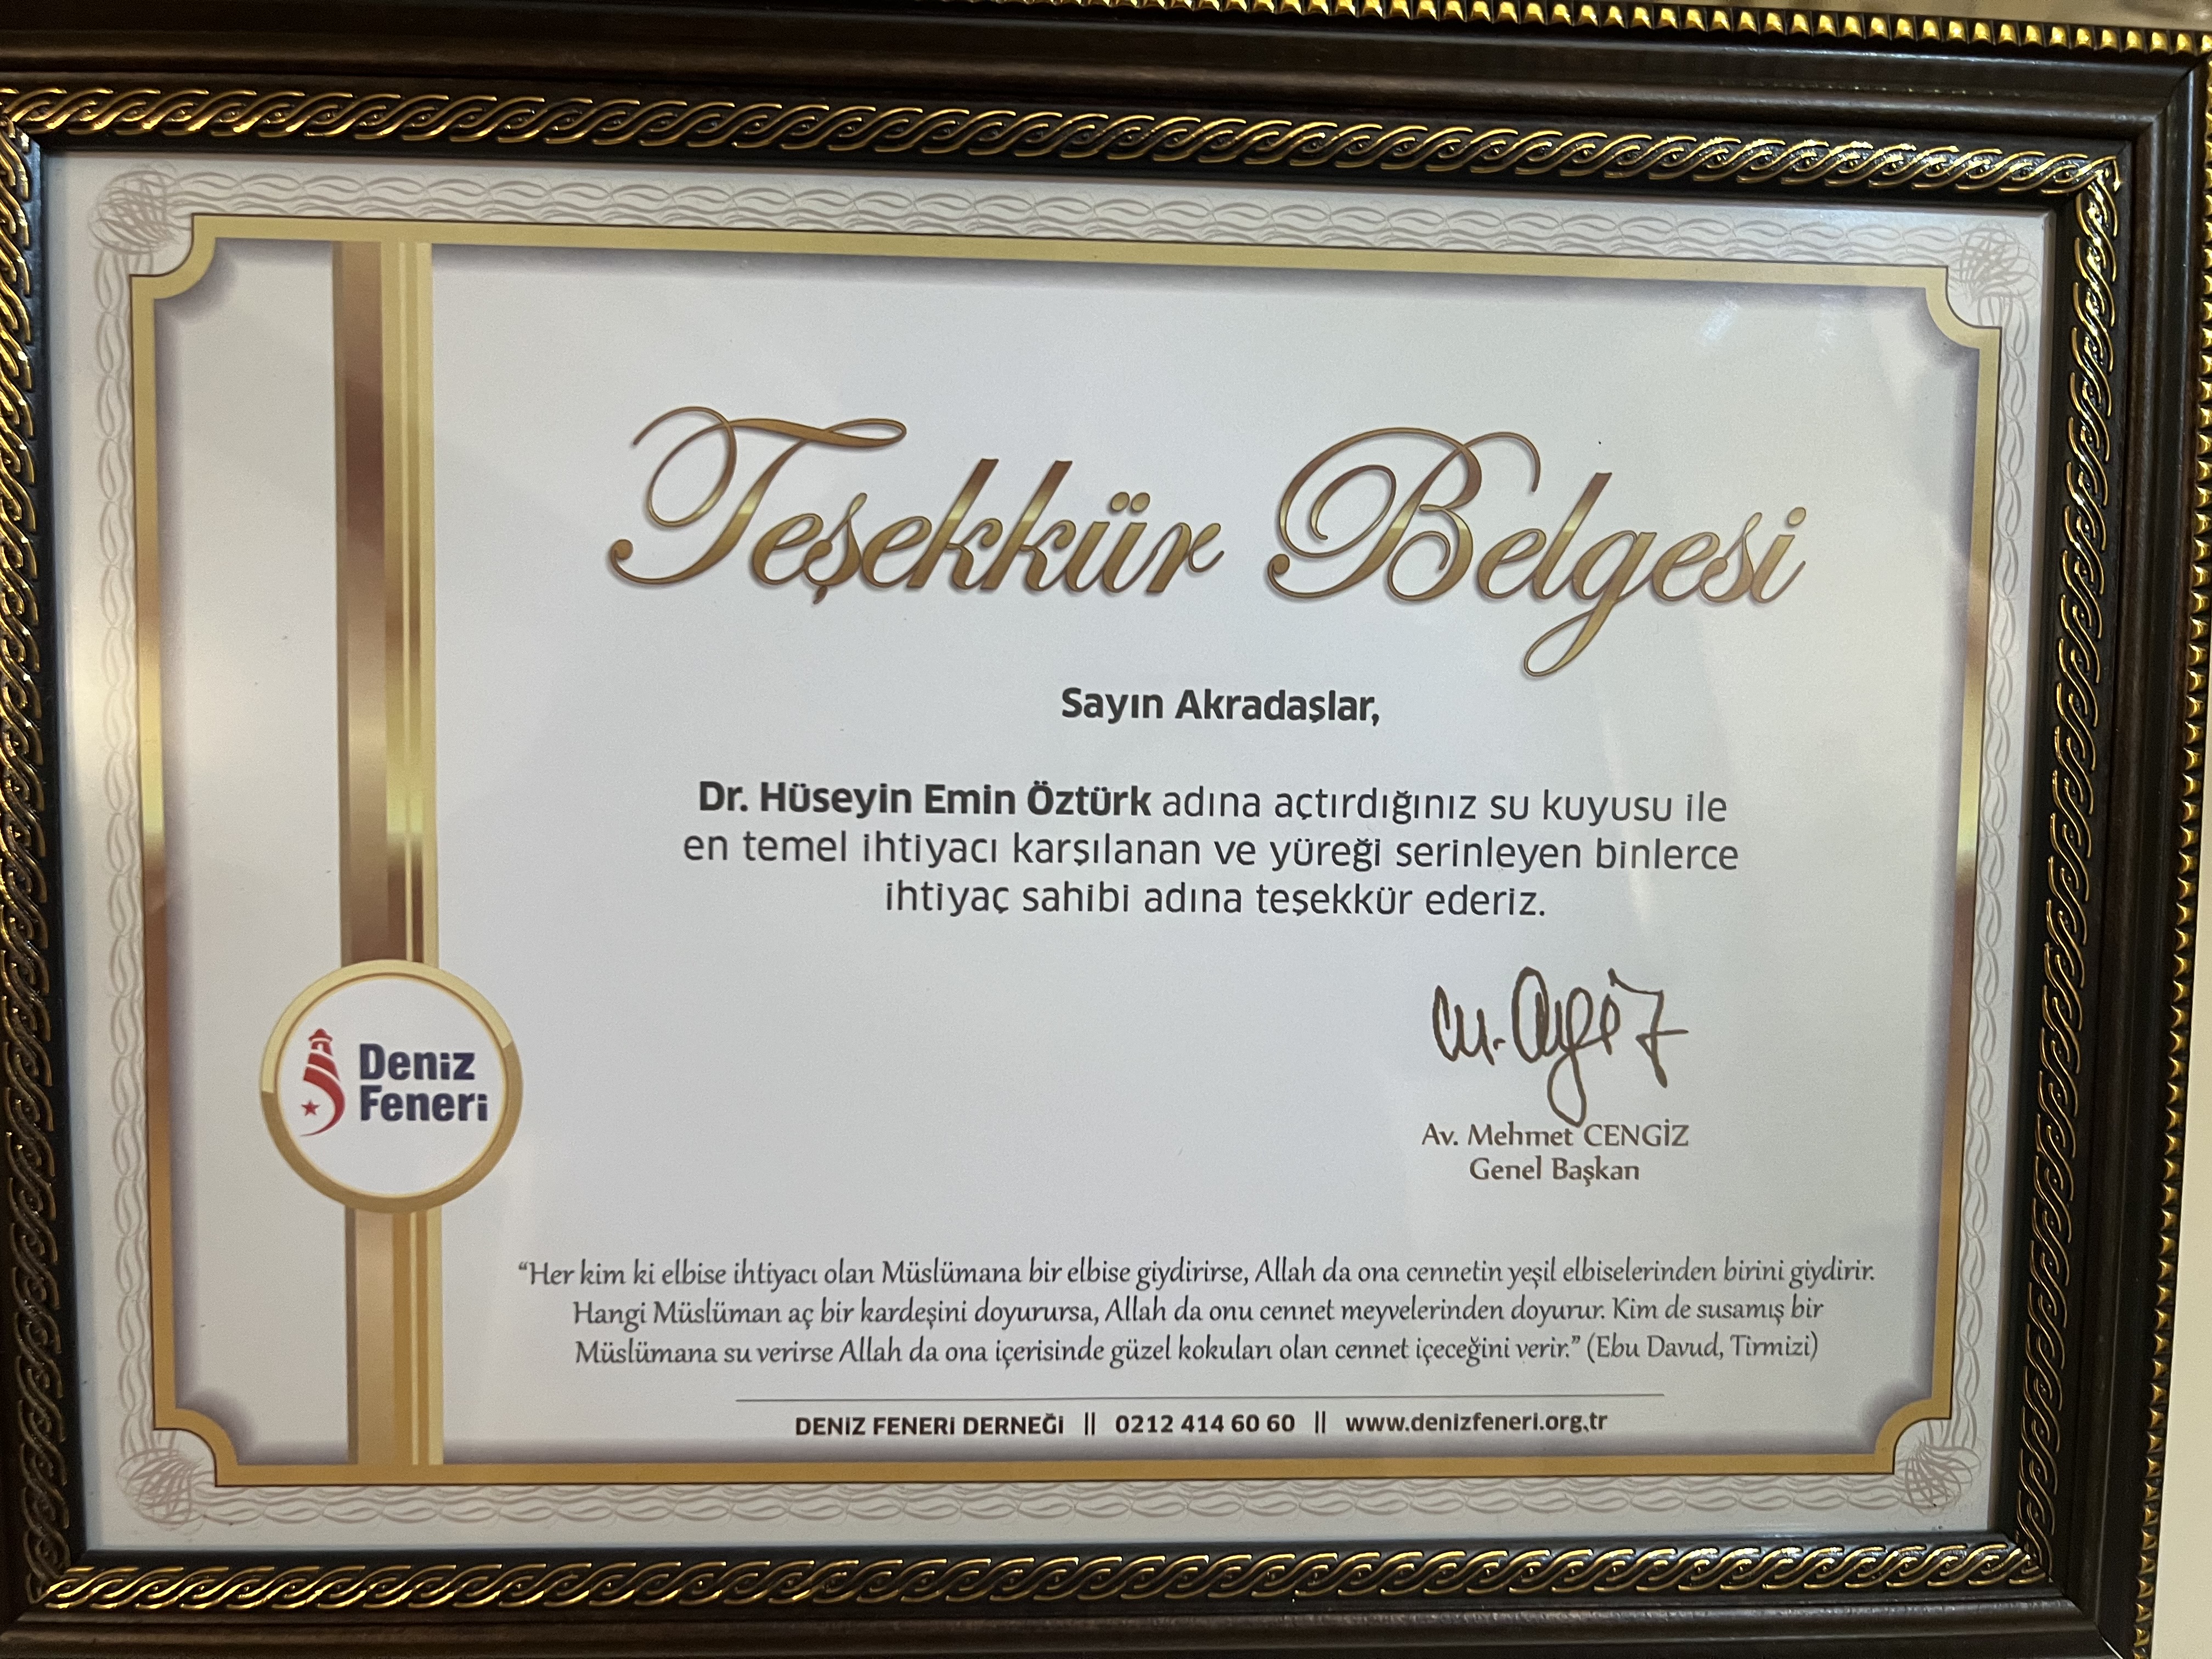 Teşekkür Belgesi
Sayın Akradaşlar,
Dr. Hüseyin Emin Öztürk adına açtırdığınız su kuyusu ile
en temel ihtiyacı karşılanan ve yüreği serinleyen binlerce
ihtiyaç sahibi adına teşekkür ederiz.
Deniz
Feneri
Av. Mehmet CENGİZ
Genel Başkan
“Her kim ki elbise ihtiyacı olan Müslümana bir elbise giydirirse, Allah da ona cennetin yeşil elbiselerinden birini giydirir.
Hangi Müslüman aç bir kardeşini doyurursa, Allah da onu cennet meyvelerinden doyurur. Kim de susamış bir
Müslümana su verirse Allah da ona içerisinde güzel kokuları olan cennet içeceğini verir.” (Ebu Davud, Tirmizi)
DENİZ FENERİ DERNEĞİ || 0212 414 60 60 || www.denizfeneri.org.tr